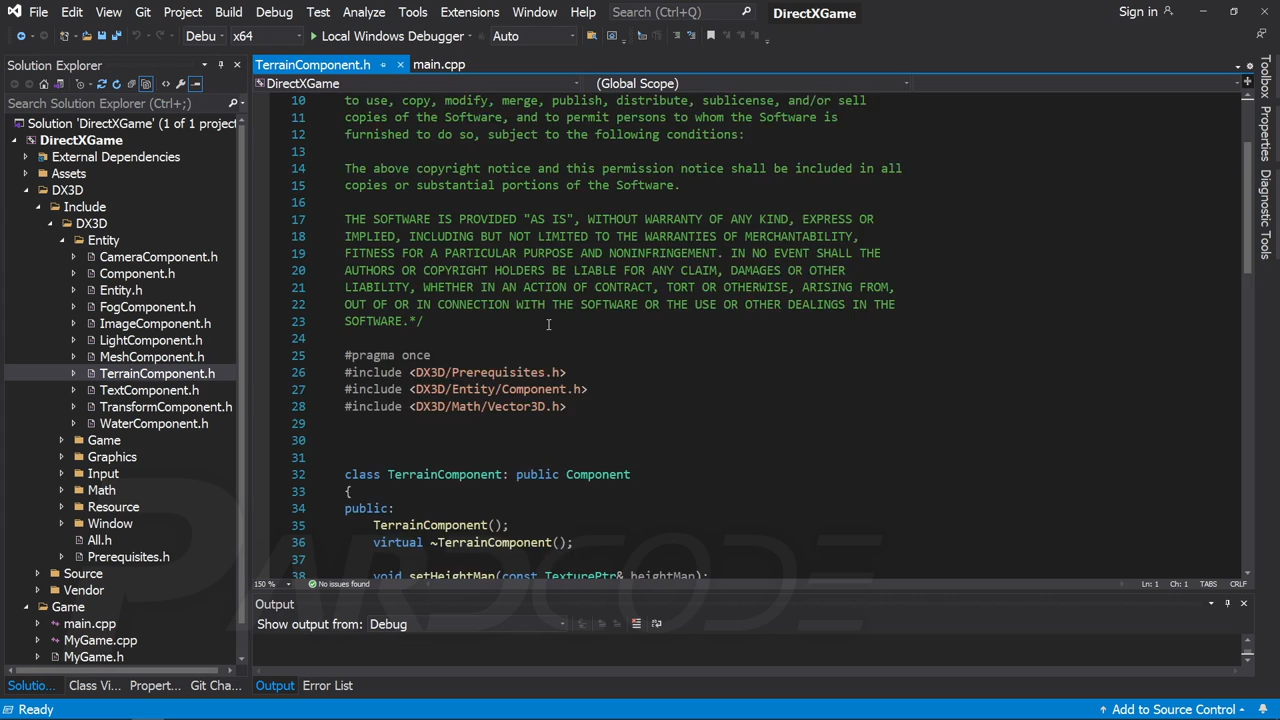 File Edit View Git Project Build Debug Test Analyze Tools Extensions Window Help Search (Ctrl+Q) DirectXGame Sign in
Debu x64 Local Windows Debugger Auto
Solution Explorer
Search Solution Explorer (Ctrl+;)
Solution 'DirectXGame' (1 of 1 project
DirectXGame
External Dependencies
Assets
DX3D
Include
DX3D
Entity
CameraComponent.h
Component.h
Entity.h
FogComponent.h
ImageComponent.h
LightComponent.h
MeshComponent.h
TerrainComponent.h
TextComponent.h
TransformComponent.h
WaterComponent.h
Game
Graphics
Input
Math
Resource
Window
All.h
Prerequisites.h
Source
Vendor
Game
main.cpp
MyGame.cpp
MyGame.h
Solutio... Class Vi... Propert... Git Cha...
TerrainComponent.h main.cpp
DirectXGame (Global Scope)
10 to use, copy, modify, merge, publish, distribute, sublicense, and/or sell
11 copies of the Software, and to permit persons to whom the Software is
12 furnished to do so, subject to the following conditions:
13
14 The above copyright notice and this permission notice shall be included in all
15 copies or substantial portions of the Software.
16
17 THE SOFTWARE IS PROVIDED "AS IS", WITHOUT WARRANTY OF ANY KIND, EXPRESS OR
18 IMPLIED, INCLUDING BUT NOT LIMITED TO THE WARRANTIES OF MERCHANTABILITY,
19 FITNESS FOR A PARTICULAR PURPOSE AND NONINFRINGEMENT. IN NO EVENT SHALL THE
20 AUTHORS OR COPYRIGHT HOLDERS BE LIABLE FOR ANY CLAIM, DAMAGES OR OTHER
21 LIABILITY, WHETHER IN AN ACTION OF CONTRACT, TORT OR OTHERWISE, ARISING FROM,
22 OUT OF OR IN CONNECTION WITH THE SOFTWARE OR THE USE OR OTHER DEALINGS IN THE
23 SOFTWARE.*/
24
25 #pragma once
26 #include <DX3D/Prerequisites.h>
27 #include <DX3D/Entity/Component.h>
28 #include <DX3D/Math/Vector3D.h>
29
30
31
32 class TerrainComponent: public Component
33 {
34 public:
35 TerrainComponent();
36 virtual ~TerrainComponent();
37
38 void setHeightMap(const TexturePtr& heightMap);
150 % No issues found Ln: 1 Ch: 1 TABS CRLF
Output
Show output from: Debug
Output Error List
Toolbox
Properties
Diagnostic Tools
PARDCODE
Ready Add to Source Control